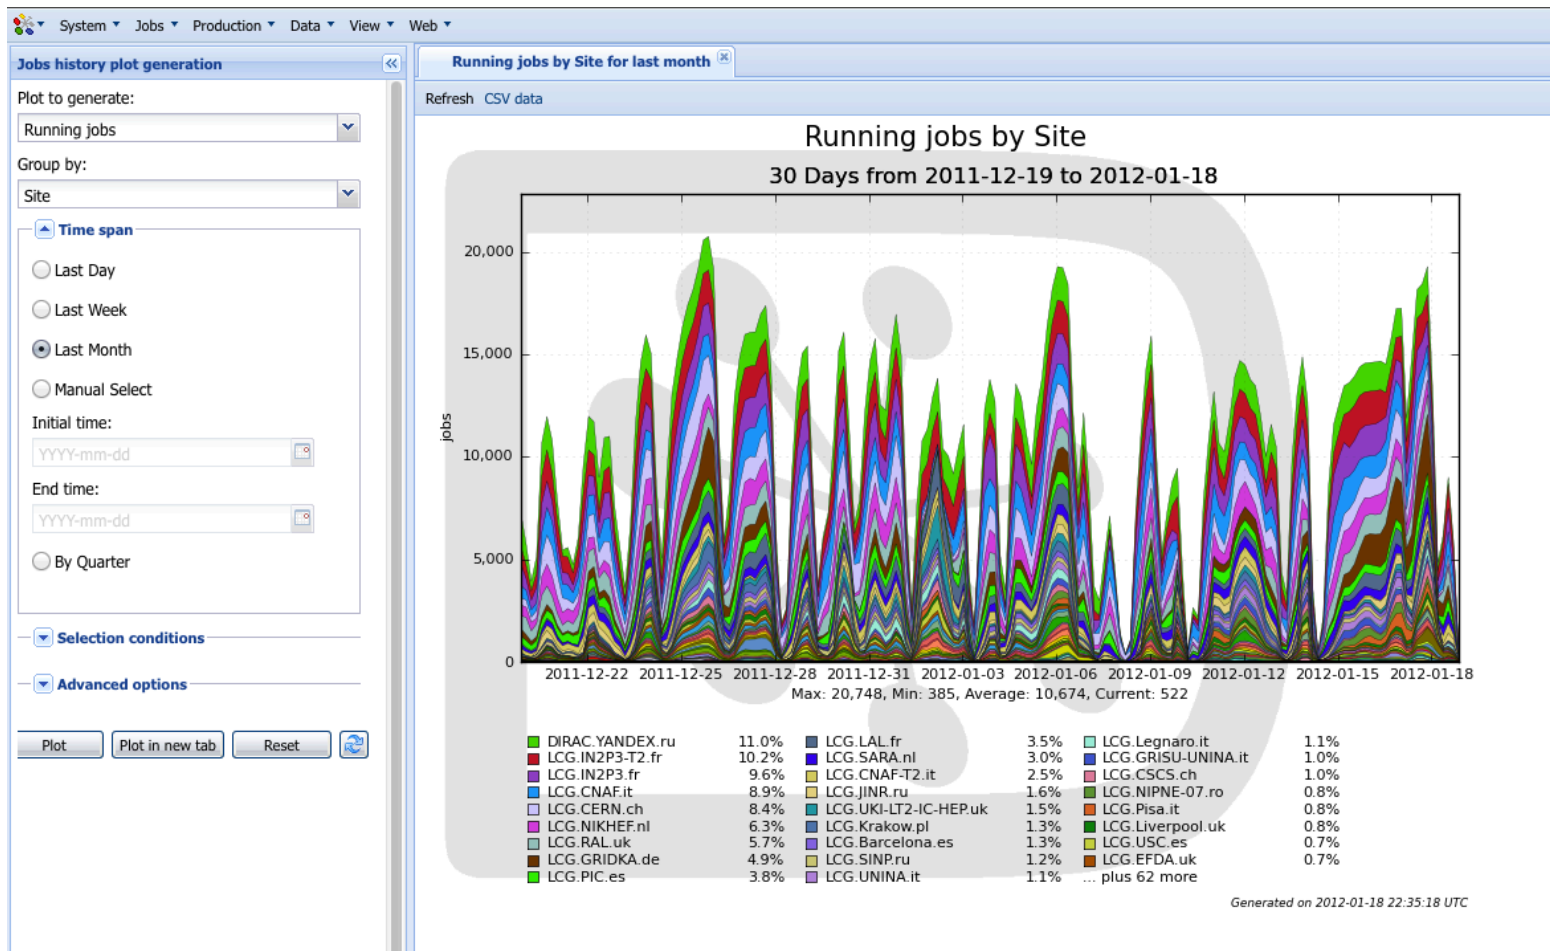 System Jobs Production Data View Web
Jobs history plot generation
Plot to generate:
Running jobs
Group by:
Site
Time span
Last Day
Last Week
Last Month
Manual Select
Initial time:
YYYY-mm-dd
End time:
YYYY-mm-dd
By Quarter
Selection conditions
Advanced options
Plot Plot in new tab Reset
Running jobs by Site for last month
Refresh CSV data
Running jobs by Site
30 Days from 2011-12-19 to 2012-01-18
20,000
15,000
10,000
5,000
0
jobs
2011-12-22 2011-12-25 2011-12-28 2011-12-31 2012-01-03 2012-01-06 2012-01-09 2012-01-12 2012-01-15 2012-01-18
Max: 20,748, Min: 385, Average: 10,674, Current: 522
DIRAC.YANDEX.ru 11.0% LCG.LAL.fr 3.5% LCG.Legnaro.it 1.1%
LCG.IN2P3-T2.fr 10.2% LCG.SARA.nl 3.0% LCG.GRISU-UNINA.it 1.0%
LCG.IN2P3.fr 9.6% LCG.CNAF-T2.it 2.5% LCG.CSCS.ch 1.0%
LCG.CNAF.it 8.9% LCG.JINR.ru 1.6% LCG.NIPNE-07.ro 0.8%
LCG.CERN.ch 8.4% LCG.UKI-LT2-IC-HEP.uk 1.5% LCG.Pisa.it 0.8%
LCG.NIKHEF.nl 6.3% LCG.Krakow.pl 1.3% LCG.Liverpool.uk 0.8%
LCG.RAL.uk 5.7% LCG.Barcelona.es 1.3% LCG.USC.es 0.7%
LCG.GRIDKA.de 4.9% LCG.SINP.ru 1.2% LCG.EFDA.uk 0.7%
LCG.PIC.es 3.8% LCG.UNINA.it 1.1% ... plus 62 more
Generated on 2012-01-18 22:35:18 UTC